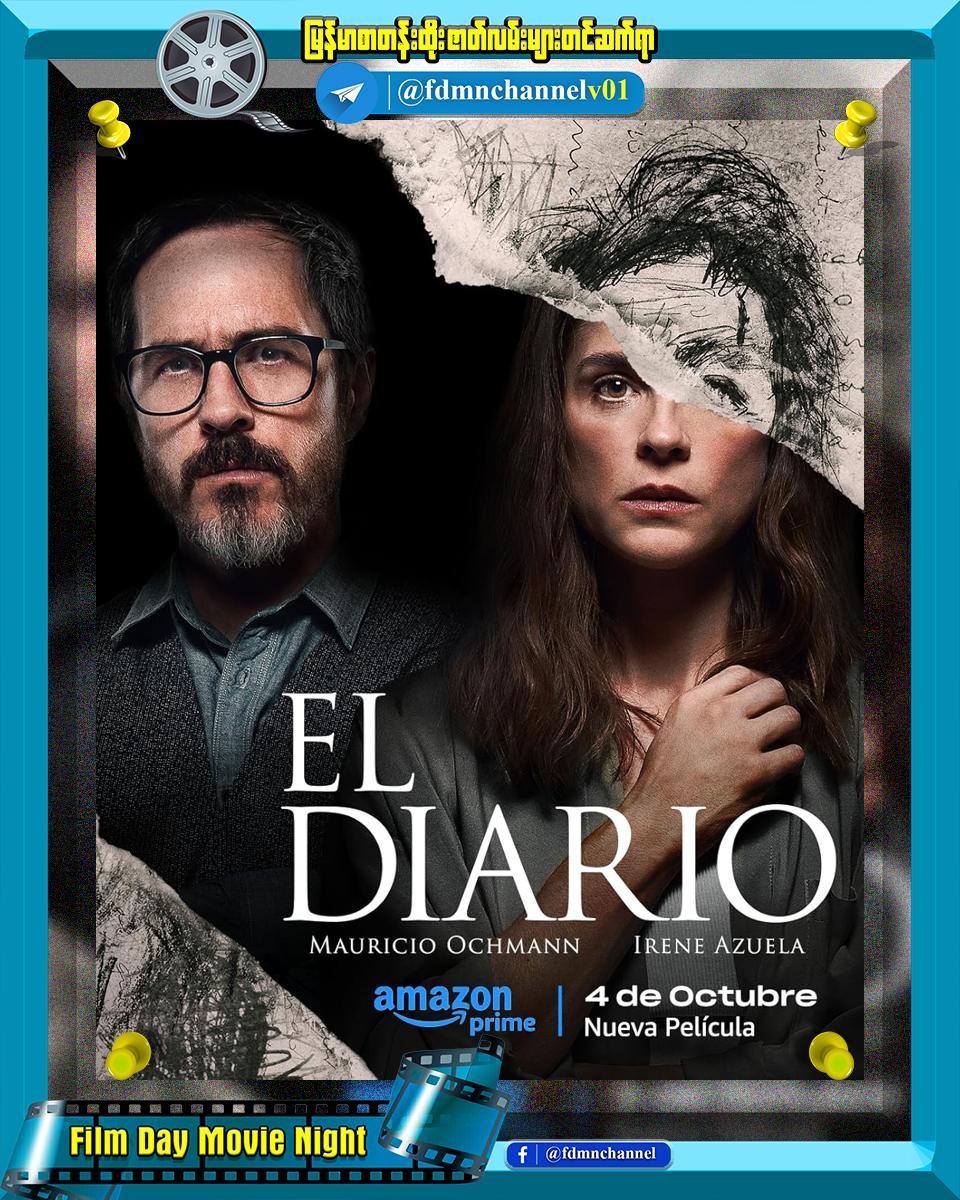 မြန်မာစာတန်းထိုးဇာတ်လမ်းများတင်ဆက်ရာ
@fdmnchannelv01
EL
DIARIO
MAURICIO OCHMANN IRENE AZUELA
amazon prime
4 de Octubre
Nueva Película
Film Day Movie Night
f @fdmnchannel